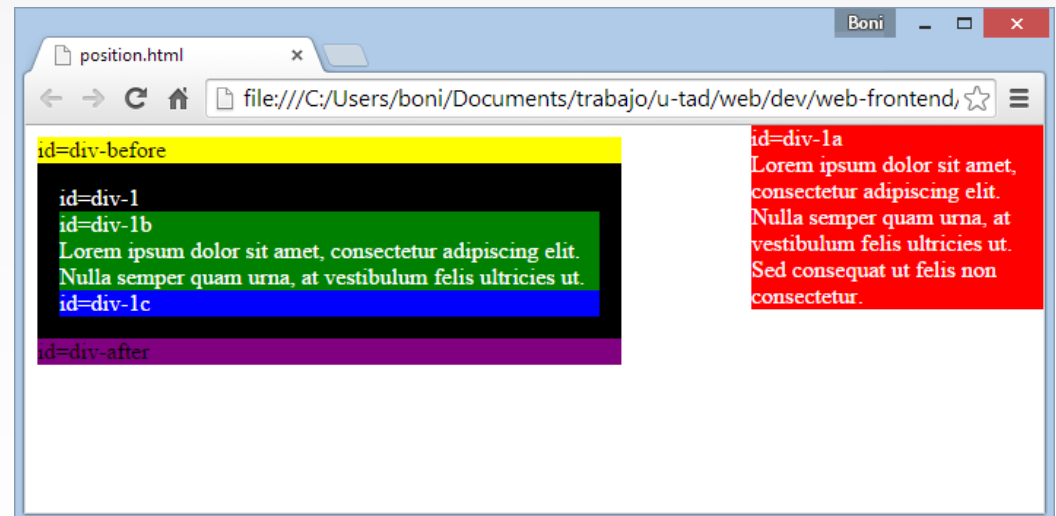 Boni
position.html
file:///C:/Users/boni/Documents/trabajo/u-tad/web/dev/web-frontend,
id=div-before
id=div-1
id=div-1b
Lorem ipsum dolor sit amet, consectetur adipiscing elit.
Nulla semper quam urna, at vestibulum felis ultricies ut.
id=div-1c
id=div-after
id=div-1a
Lorem ipsum dolor sit amet,
consectetur adipiscing elit.
Nulla semper quam urna, at
vestibulum felis ultricies ut.
Sed consequat ut felis non
consectetur.